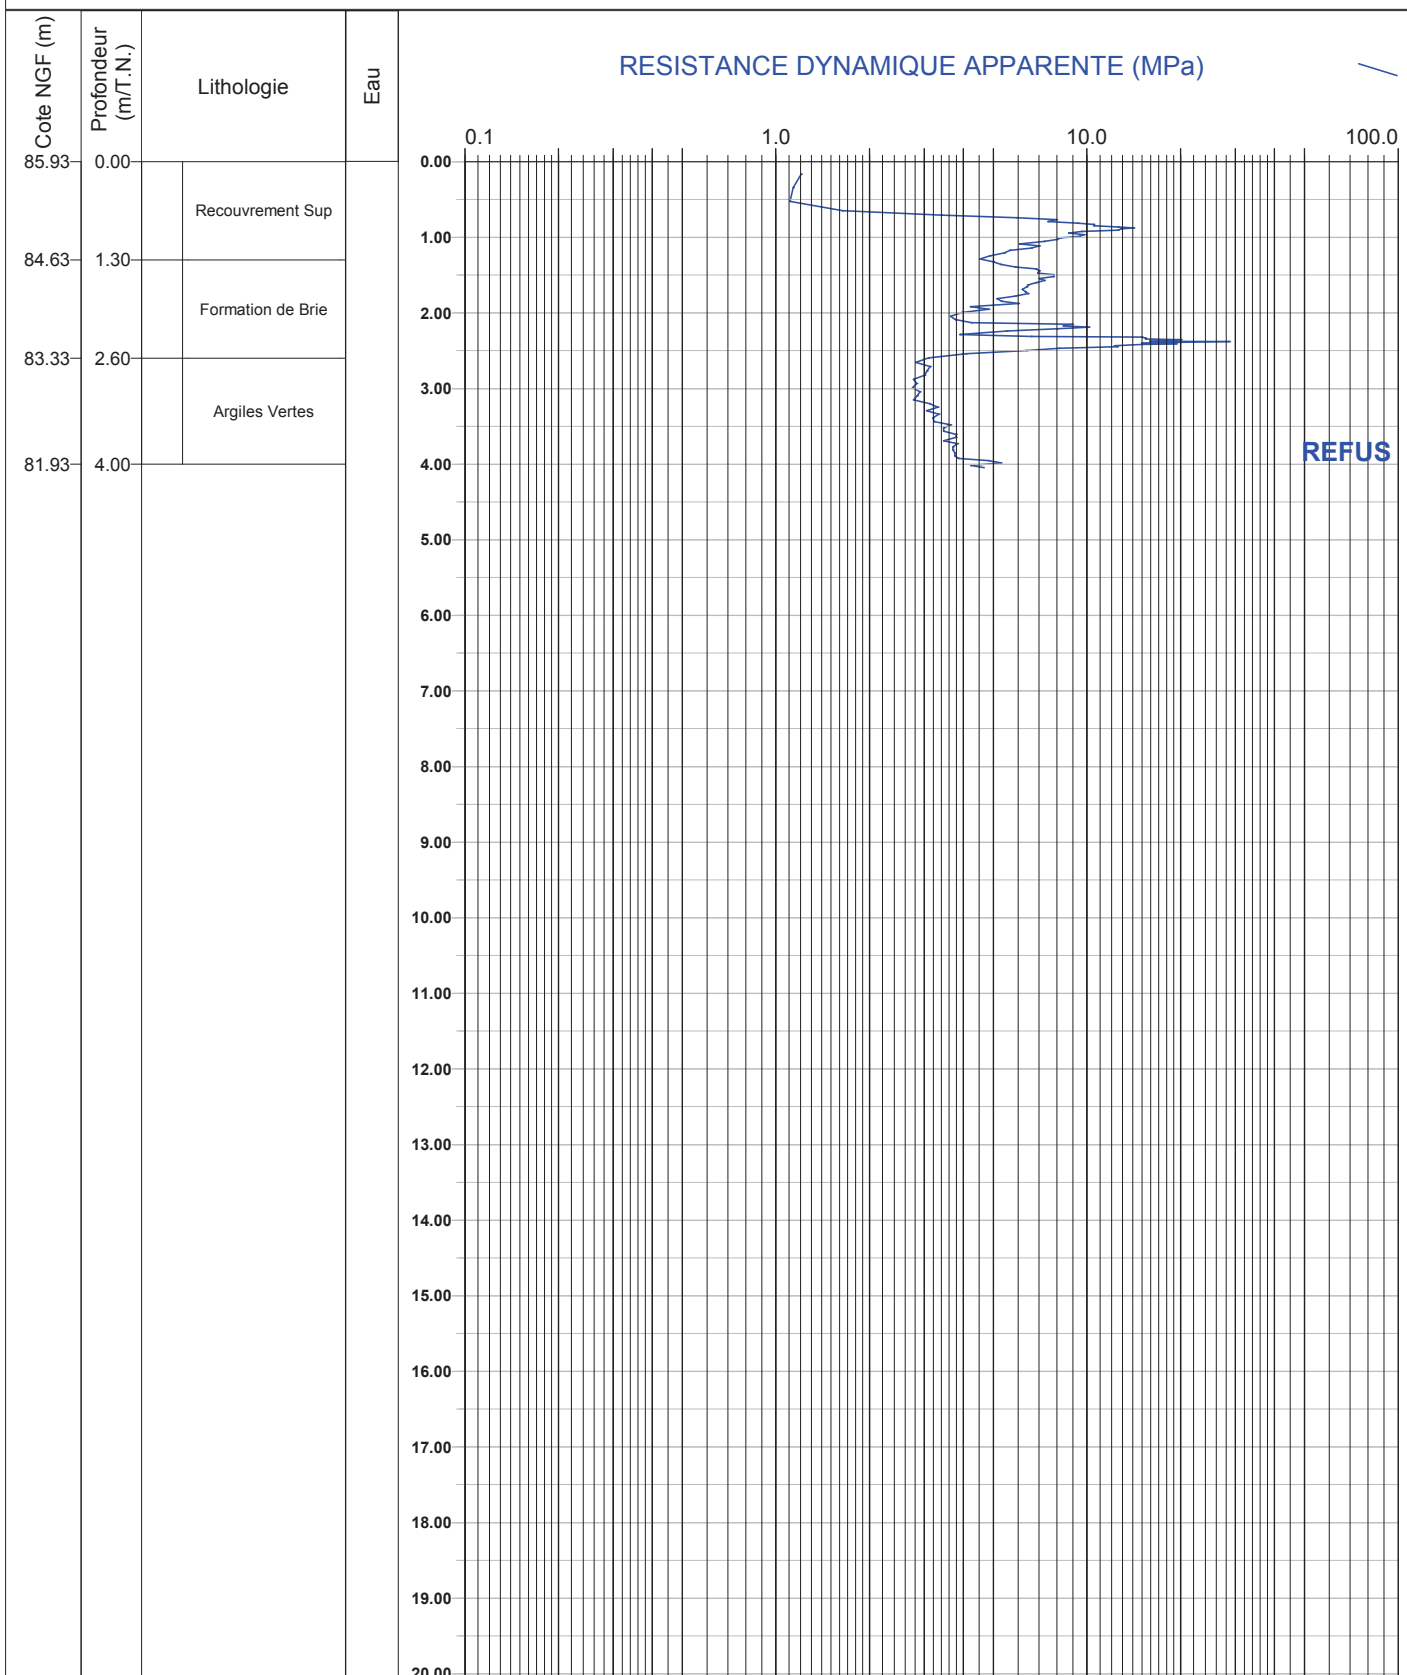 Cote NGF (m)
Profondeur
(m/T.N.)
Lithologie
Eau
RESISTANCE DYNAMIQUE APPARENTE (MPa)
0.1 1.0 10.0 100.0
85.93 0.00 0.00
Recouvrement Sup
1.00
84.63 1.30
Formation de Brie
2.00
83.33 2.60
3.00
Argiles Vertes
REFUS
81.93 4.00 4.00
5.00
6.00
7.00
8.00
9.00
10.00
11.00
12.00
13.00
14.00
15.00
16.00
17.00
18.00
19.00
20.00